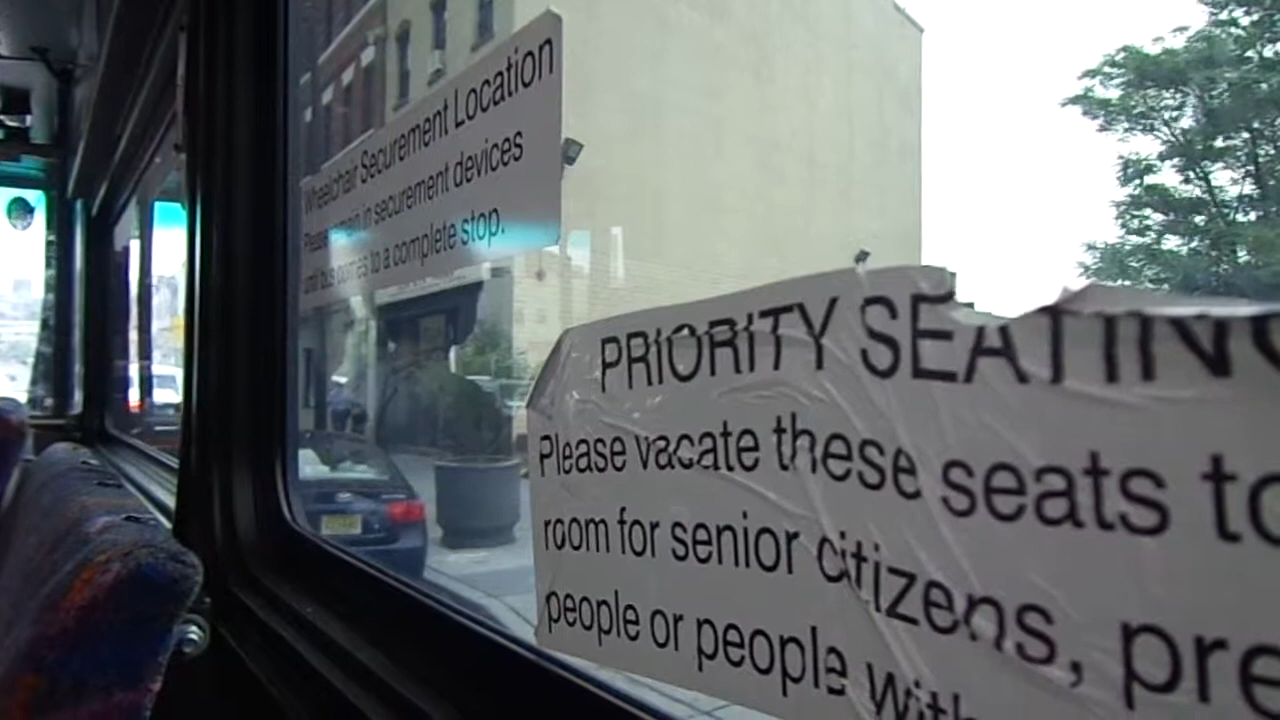 Wheelchair Securement Location
Please remain in securement devices
until bus comes to a complete stop.
PRIORITY SEATING
Please vacate these seats to
room for senior citizens, pre
people or people with